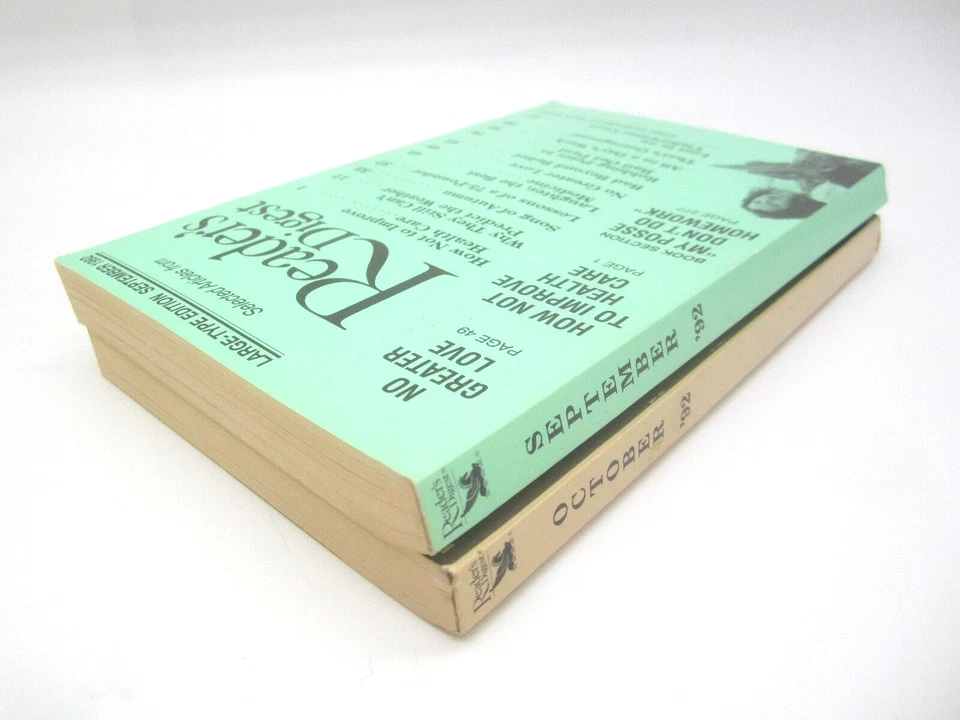 LARGE-TYPE EDITION SEPTEMBER 1992
Selected Articles from
Reader's
Digest
How Not to Improve
Health Care
1
Why They Still Can't
Predict the Weather
17
Song of Autumn
33
Lessons of a 75-Pounder
Laughter, the Best
Medicine
No Greater Love
NO
GREATER
LOVE
PAGE 49
HOW NOT
TO IMPROVE
HEALTH
CARE
PAGE 1
BOOK SECTION
"MY POSSE
DON'T DO
HOMEWORK
Reader's
Digest
SEPTEMBER '92
Reader's
Digest
OCTOBER '92